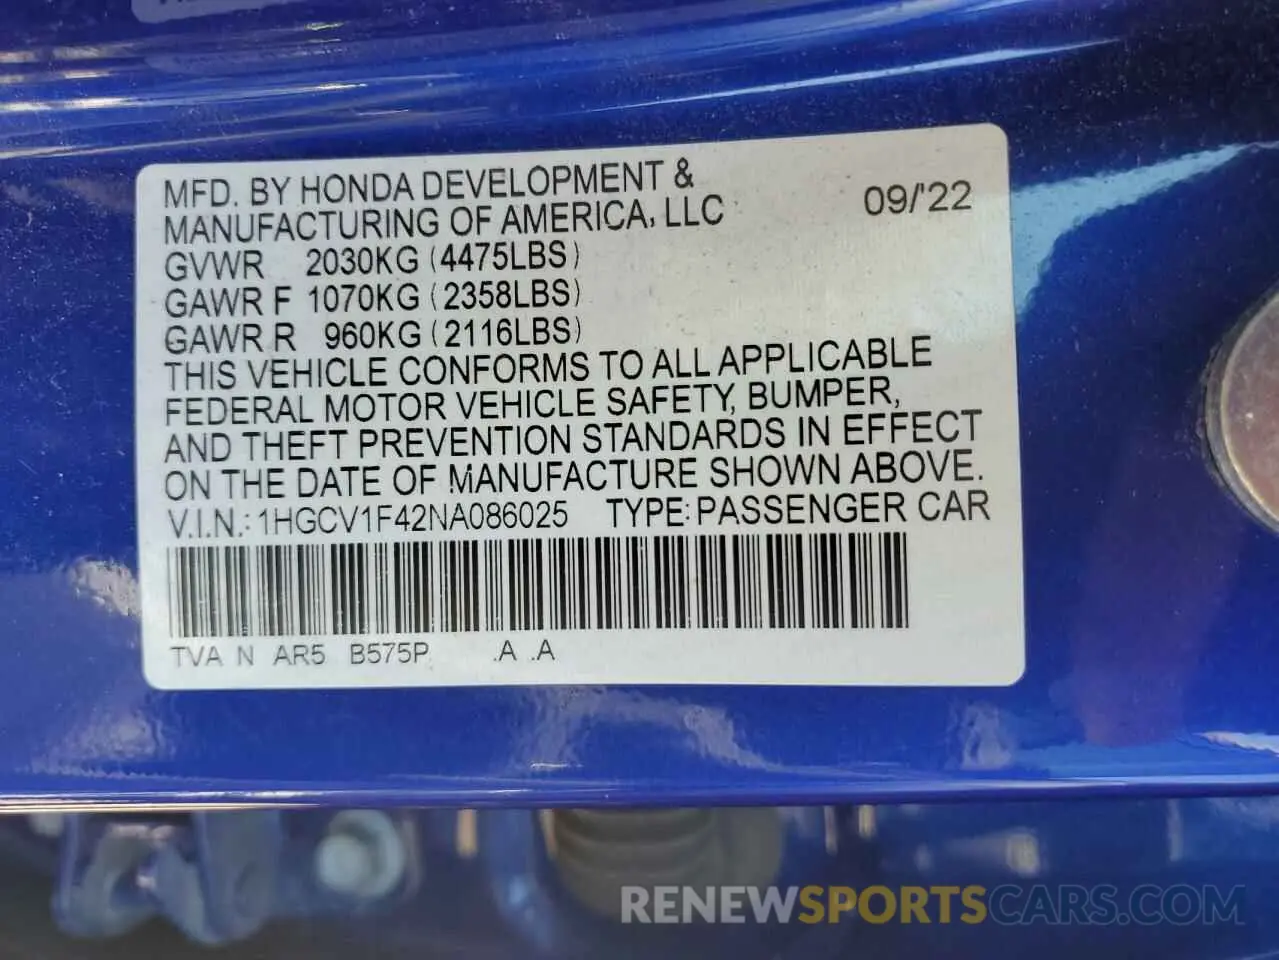 MFD. BY HONDA DEVELOPMENT &
MANUFACTURING OF AMERICA, LLC 09/'22
GVWR 2030KG (4475LBS)
GAWR F 1070KG (2358LBS)
GAWR R 960KG (2116LBS)
THIS VEHICLE CONFORMS TO ALL APPLICABLE
FEDERAL MOTOR VEHICLE SAFETY, BUMPER,
AND THEFT PREVENTION STANDARDS IN EFFECT
ON THE DATE OF MANUFACTURE SHOWN ABOVE.
V.I.N.: 1HGCV1F42NA086025 TYPE: PASSENGER CAR
TVA N AR5 B575P .A .A
RENEWSPORTSCARS.COM